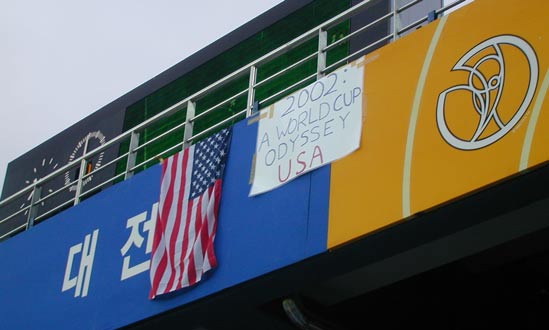 2002:
A WORLD CUP
ODYSSEY
USA
대전